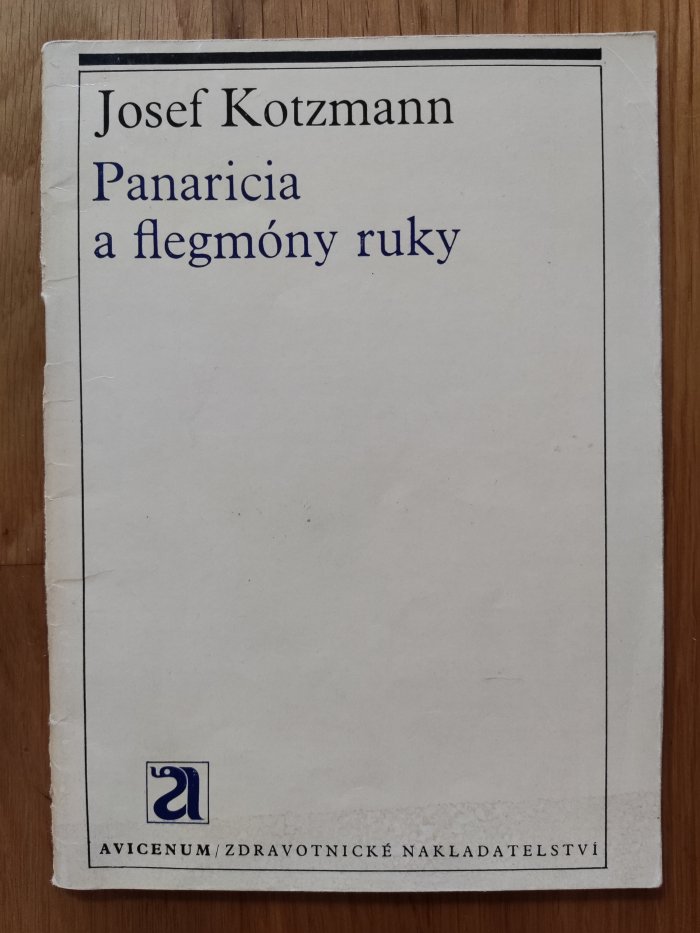 Josef Kotzmann
Panaricia
a flegmóny ruky
AVICENUM/ZDRAVOTNICKÉ NAKLADATELSTVÍ